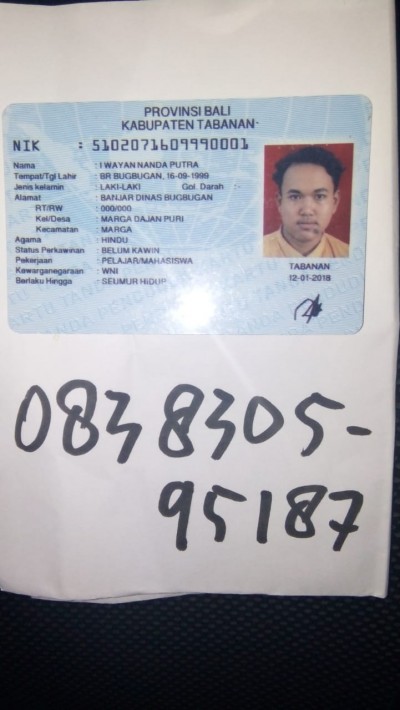 PROVINSI BALI
KABUPATEN TABANAN
NIK : 5102071609990001
Nama : I WAYAN NANDA PUTRA
Tempat/Tgl Lahir : BR BUGBUGAN, 16-09-1999
Jenis kelamin : LAKI-LAKI Gol. Darah :-
Alamat : BANJAR DINAS BUGBUGAN
RT/RW : 000/000
Kel/Desa : MARGA DAJAN PURI
Kecamatan : MARGA
Agama : HINDU
Status Perkawinan : BELUM KAWIN
Pekerjaan : PELAJAR/MAHASISWA
Kewarganegaraan : WNI
Berlaku Hingga : SEUMUR HIDUP
TABANAN
12-01-2018
083 8305-
95187